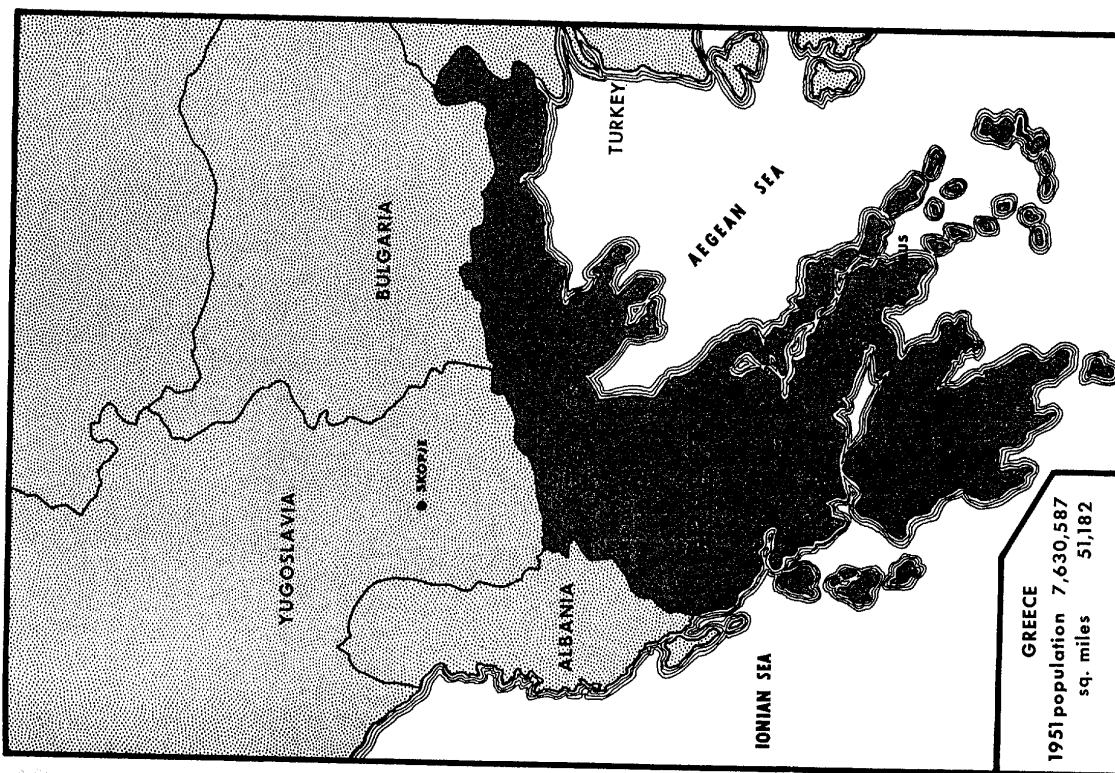 YUGOSLAVIA
BULGARIA
SKOPJE
ALBANIA
TURKEY
AEGEAN SEA
IONIAN SEA
GREECE
1951 population 7,630,587
sq. miles 51,182